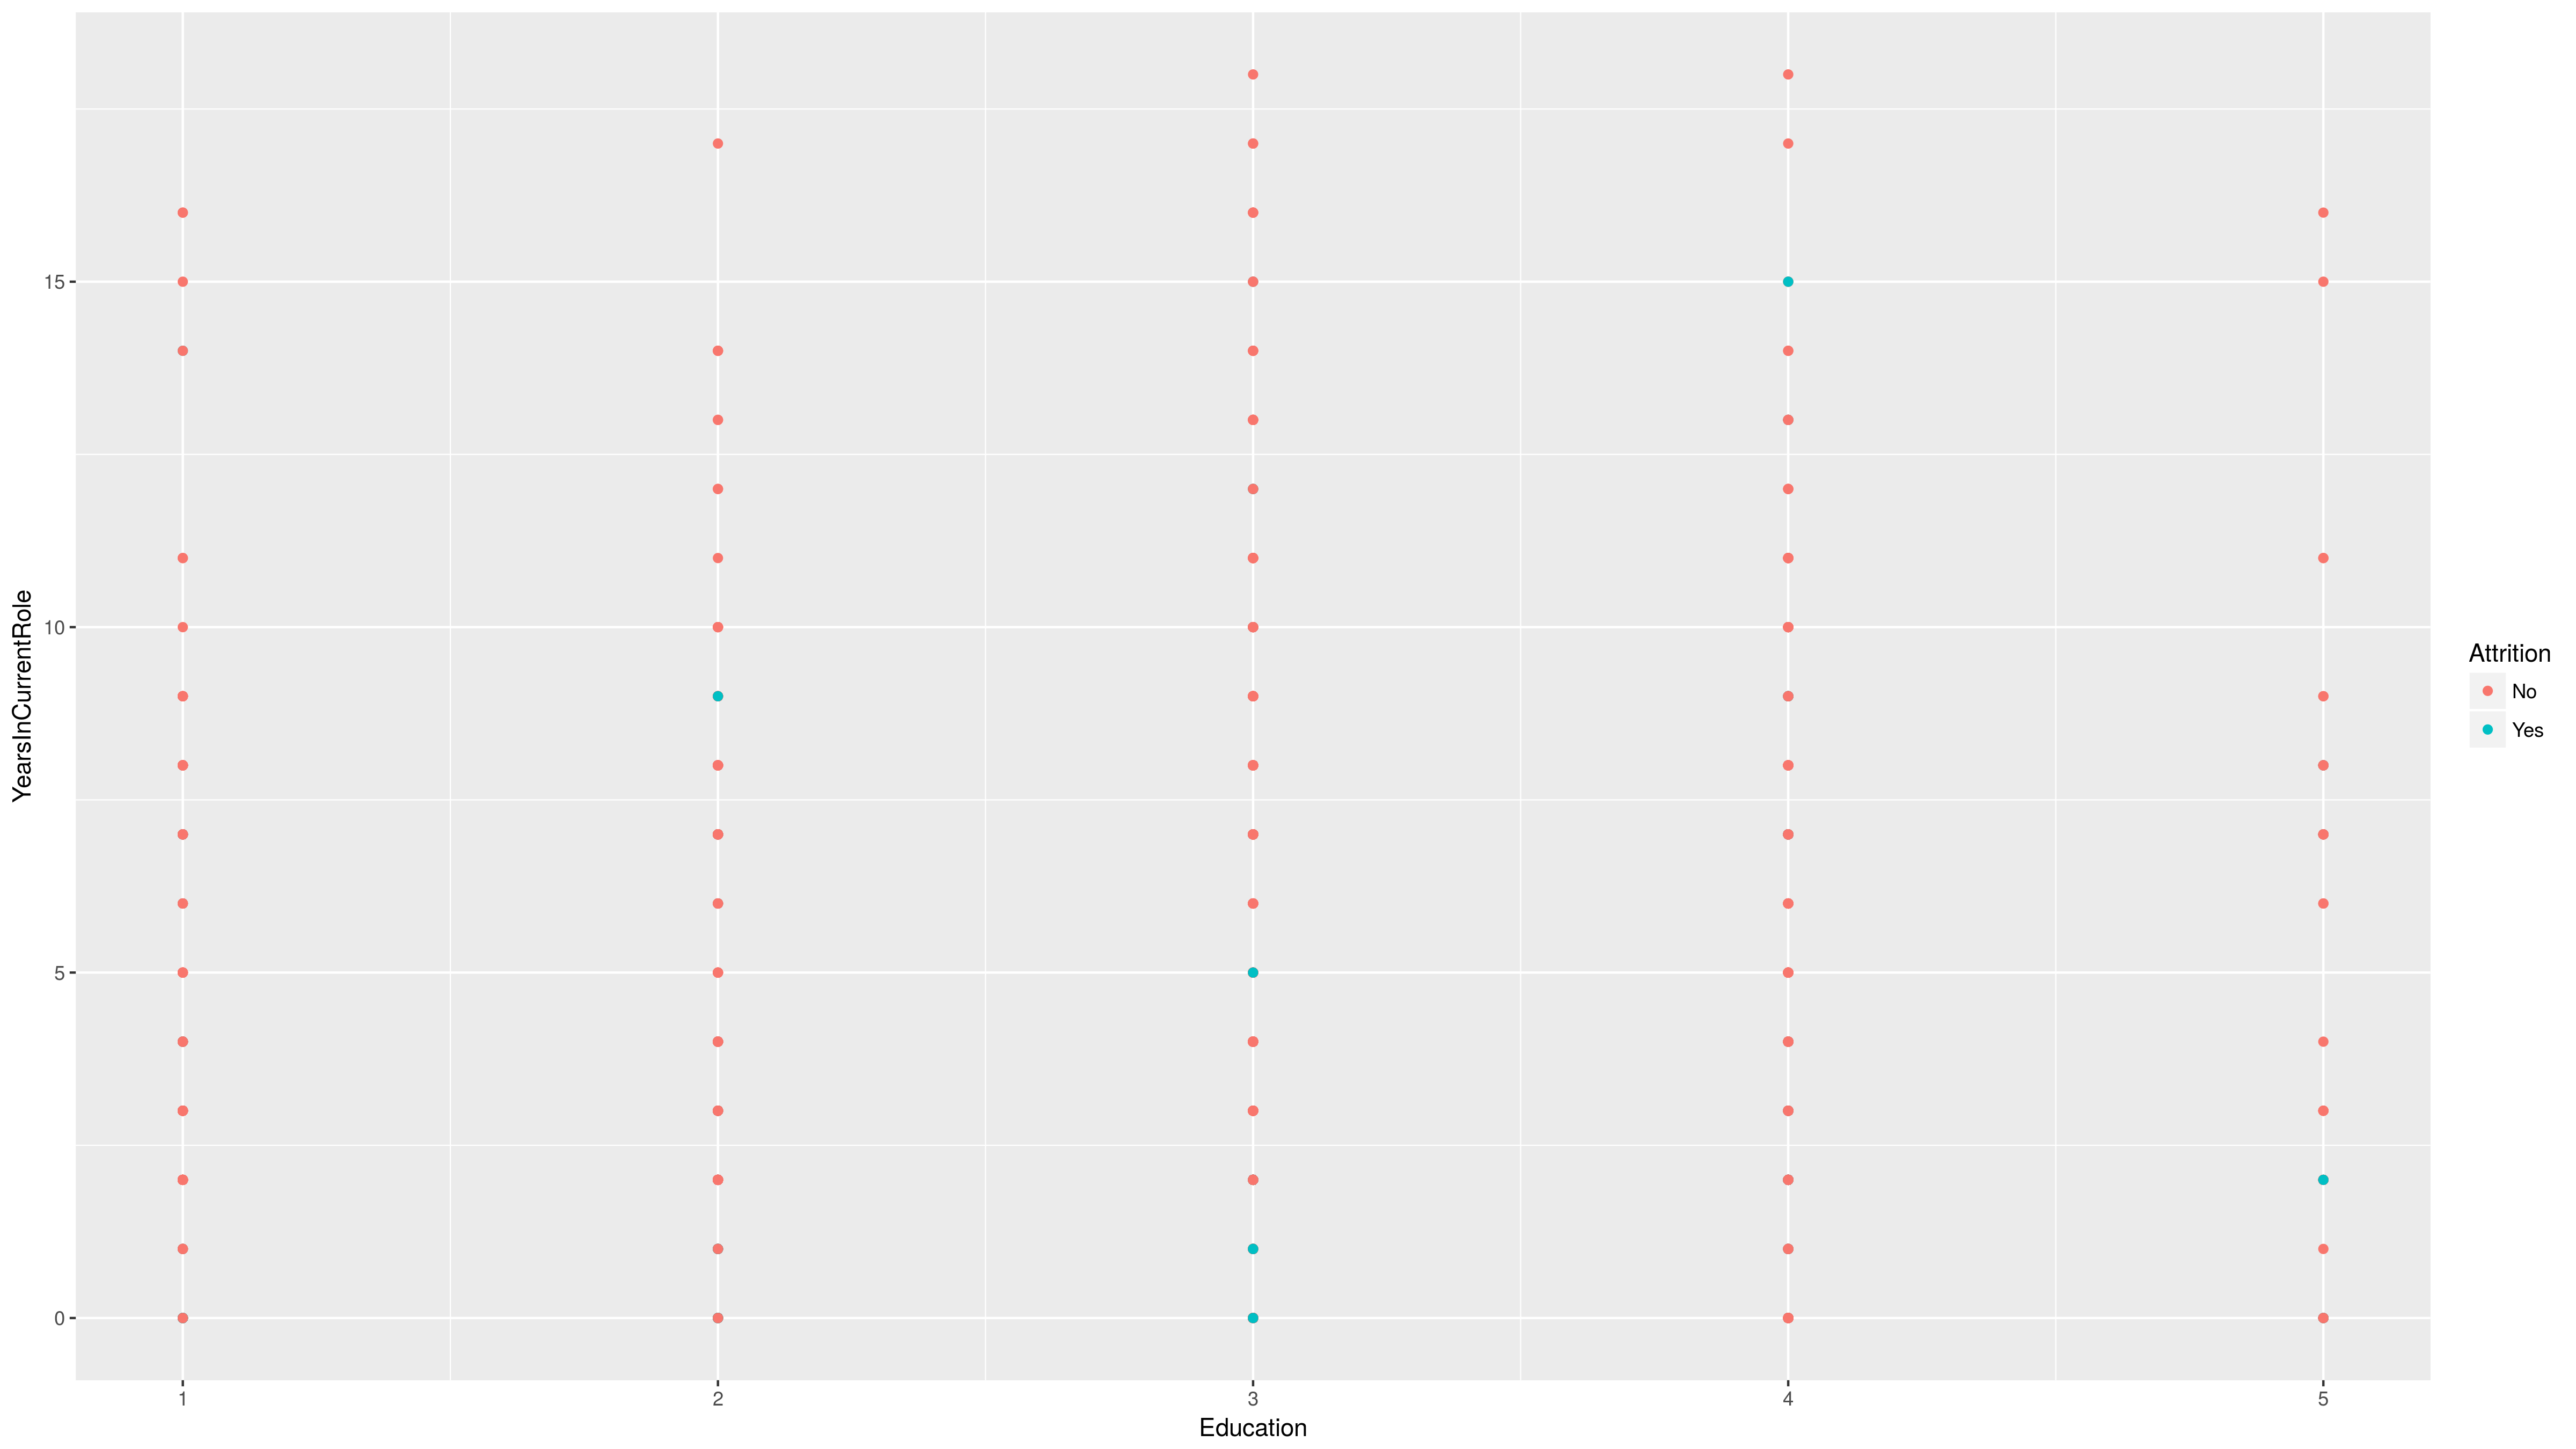 15
10
5
0
YearsInCurrentRole
1 2 3 4 5
Education
Attrition
No
Yes